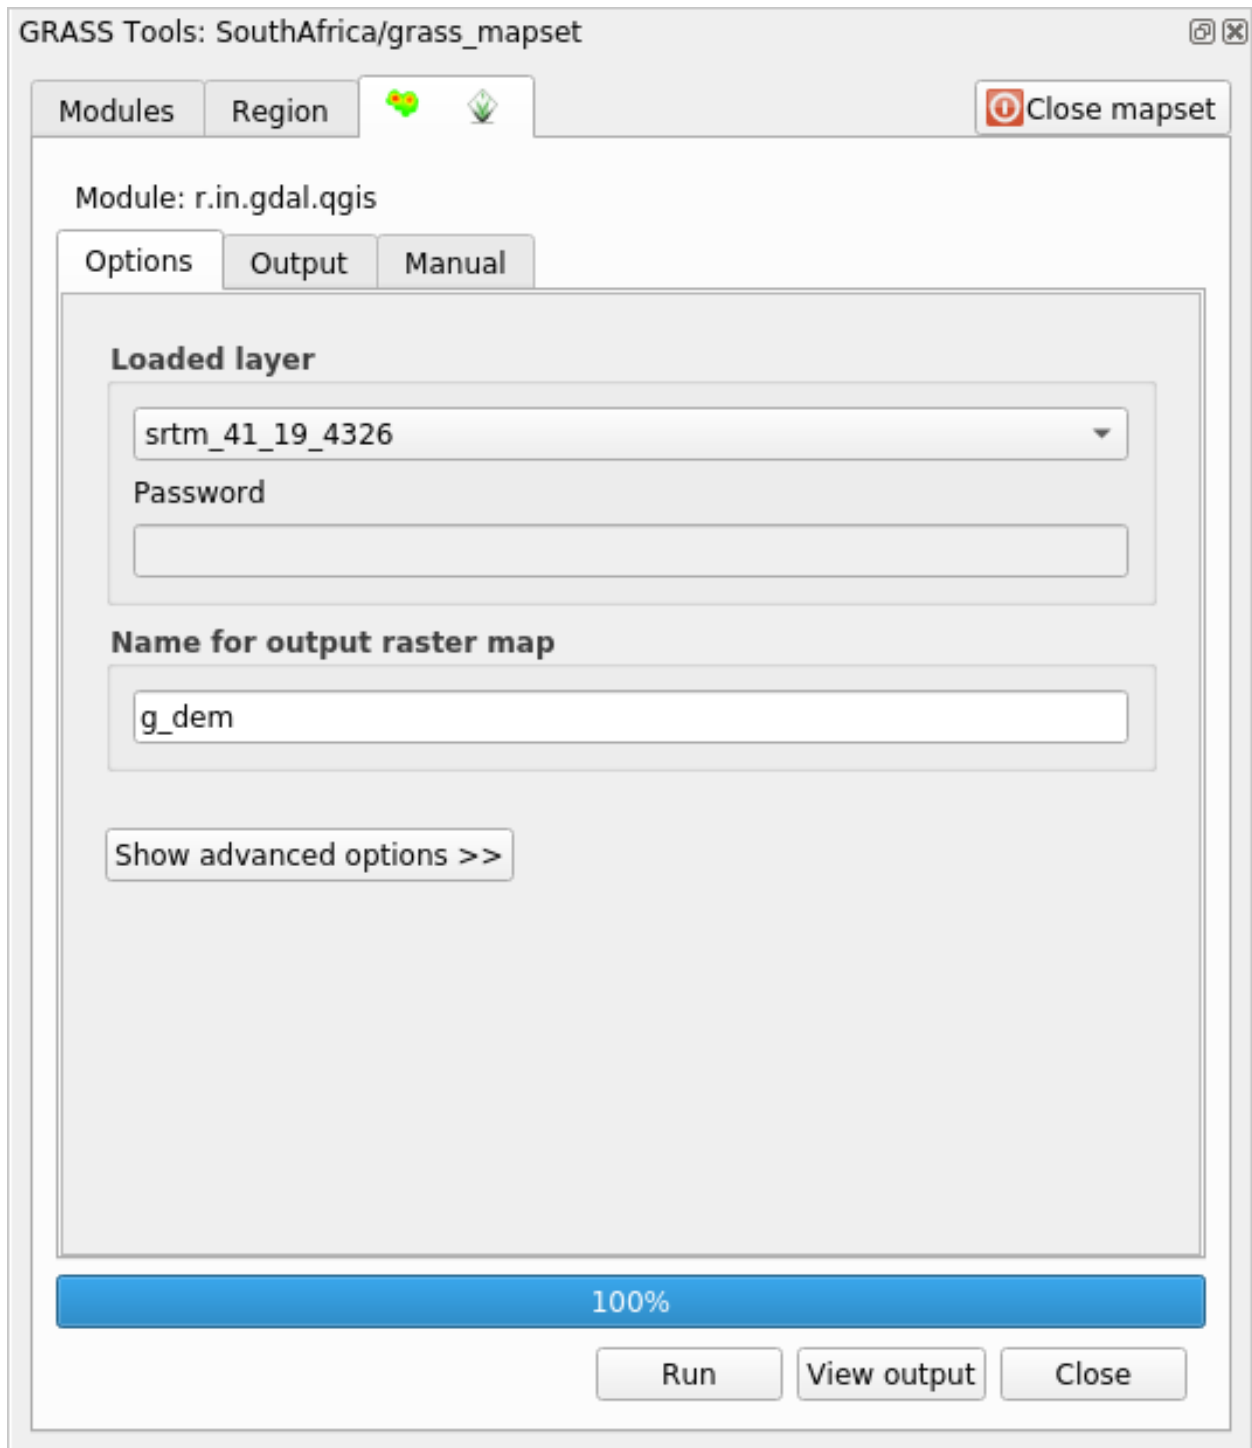 GRASS Tools: SouthAfrica/grass_mapset
Modules Region Close mapset
Module: r.in.gdal.qgis
Options Output Manual
Loaded layer
srtm_41_19_4326
Password
Name for output raster map
g_dem
Show advanced options >>
100%
Run View output Close